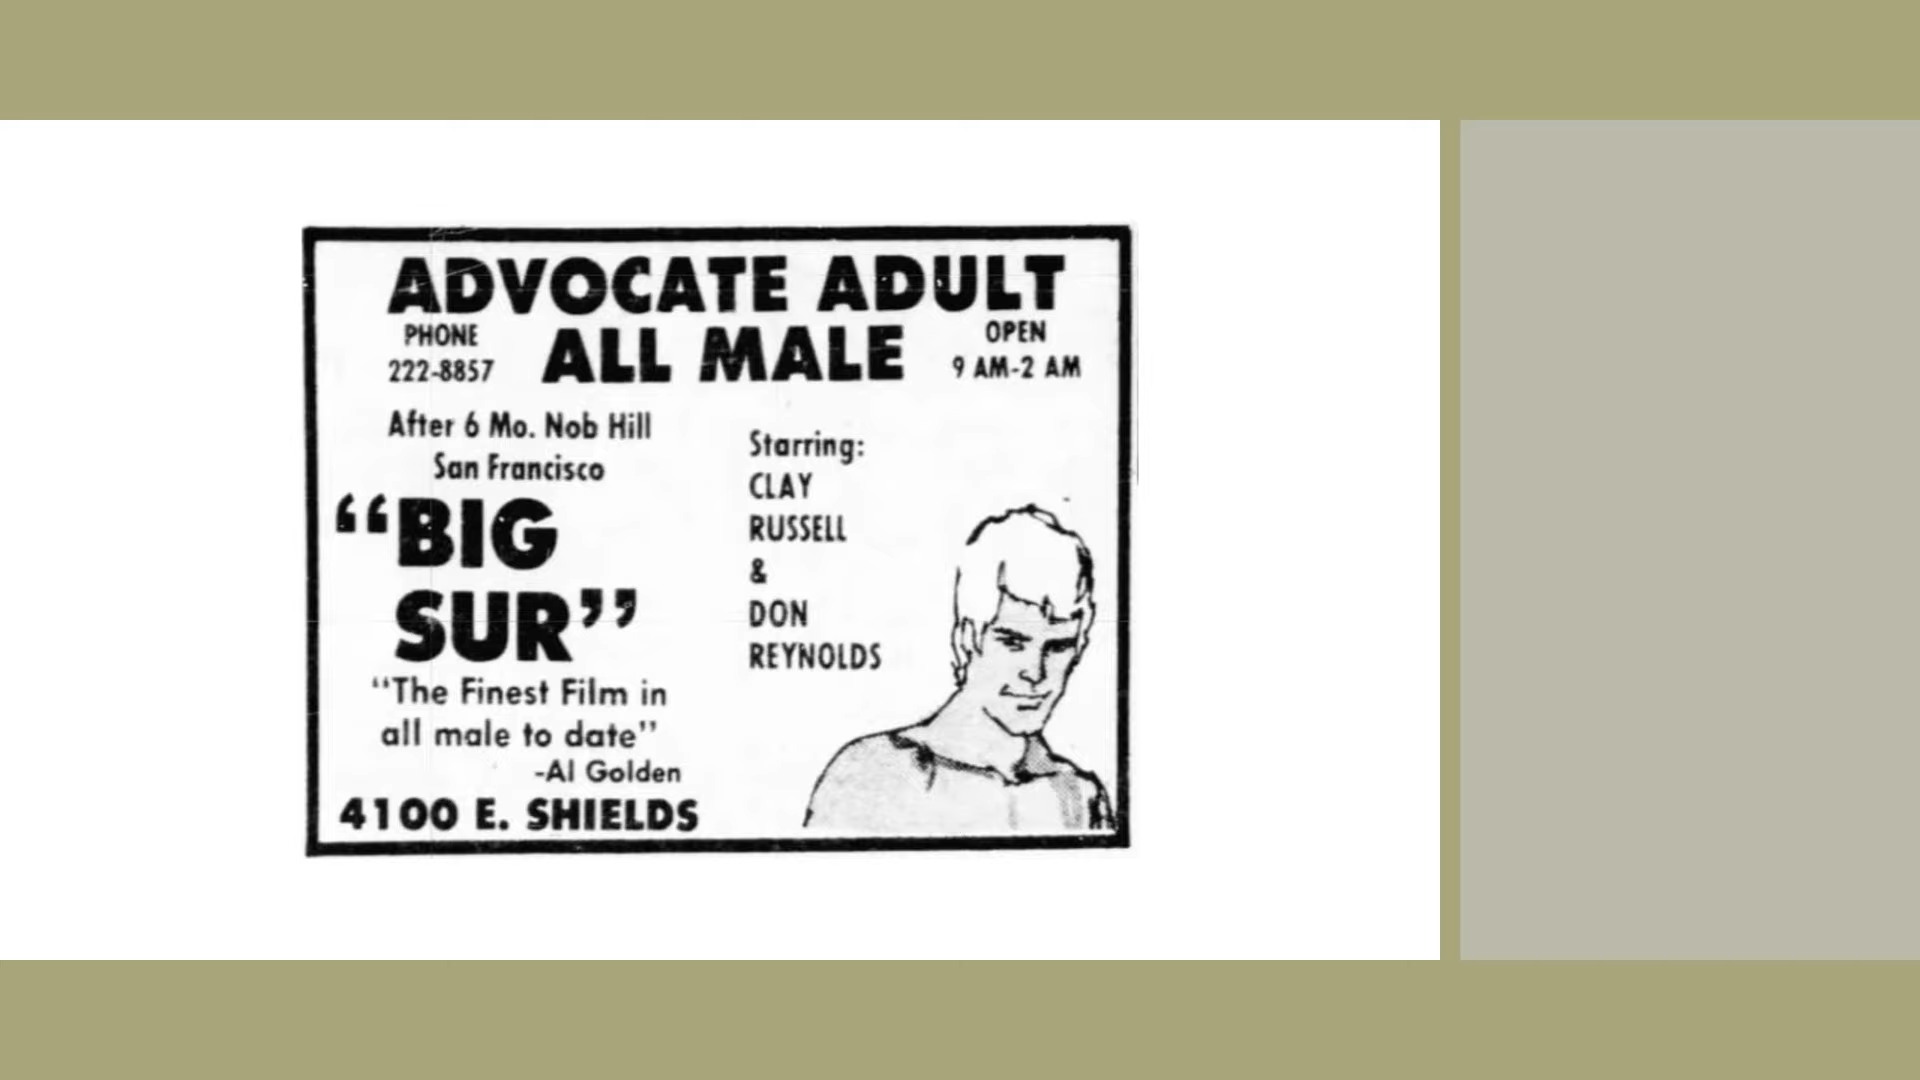 ADVOCATE ADULT
ALL MALE
PHONE
222-8857
OPEN
9 AM-2 AM
After 6 Mo. Nob Hill
San Francisco
“BIG
SUR”
“The Finest Film in
all male to date”
-Al Golden
4100 E. SHIELDS
Starring:
CLAY
RUSSELL
&
DON
REYNOLDS